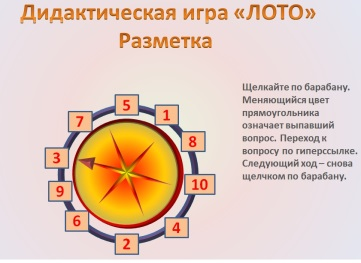 Дидактическая игра «ЛОТО»
Разметка
Щелкайте по барабану.
Меняющийся цвет
прямоугольника
означает выпавший
вопрос. Переход к
вопросу по гиперссылке.
Следующий ход – снова
щелчком по барабану.
5
7
1
8
3
10
9
6
4
2